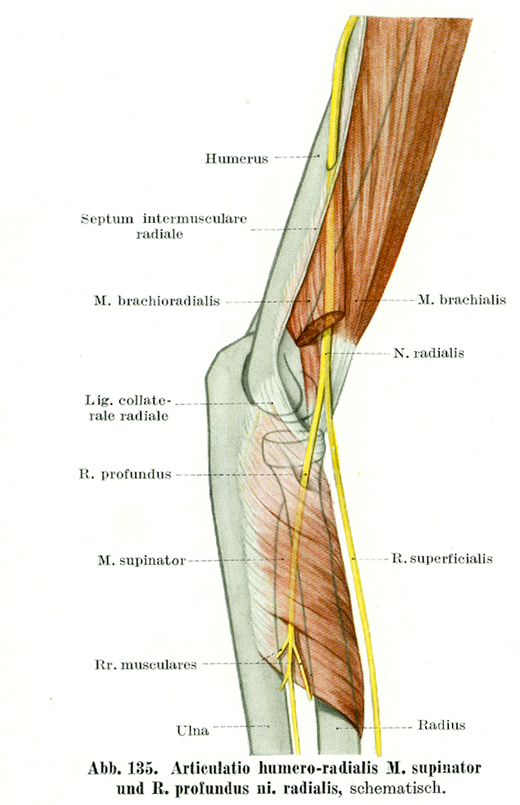 Humerus
Septum intermusculare
radiale
M. brachioradialis
M. brachialis
N. radialis
Lig. collate-
rale radiale
R. profundus
M. supinator
R. superficialis
Rr. musculares
Ulna
Radius
Abb. 135. Articulatio humero-radialis M. supinator
und R. profundus ni. radialis, schematisch.